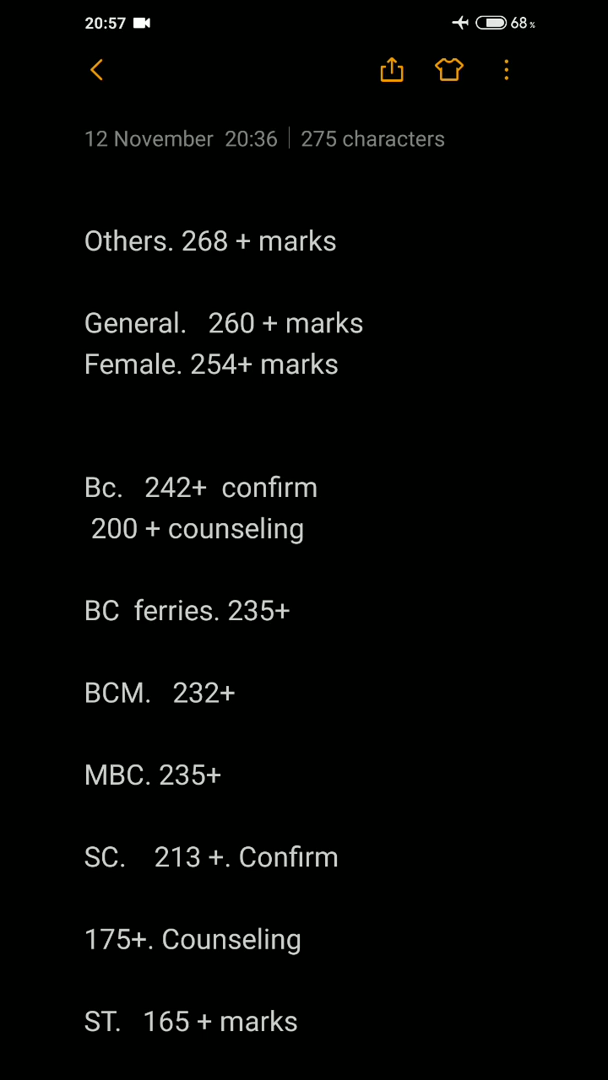 20:57
68%
12 November 20:36 | 275 characters
Others. 268 + marks
General. 260 + marks
Female. 254+ marks
Bc. 242+ confirm
200 + counseling
BC ferries. 235+
BCM. 232+
MBC. 235+
SC. 213 +. Confirm
175+. Counseling
ST. 165 + marks